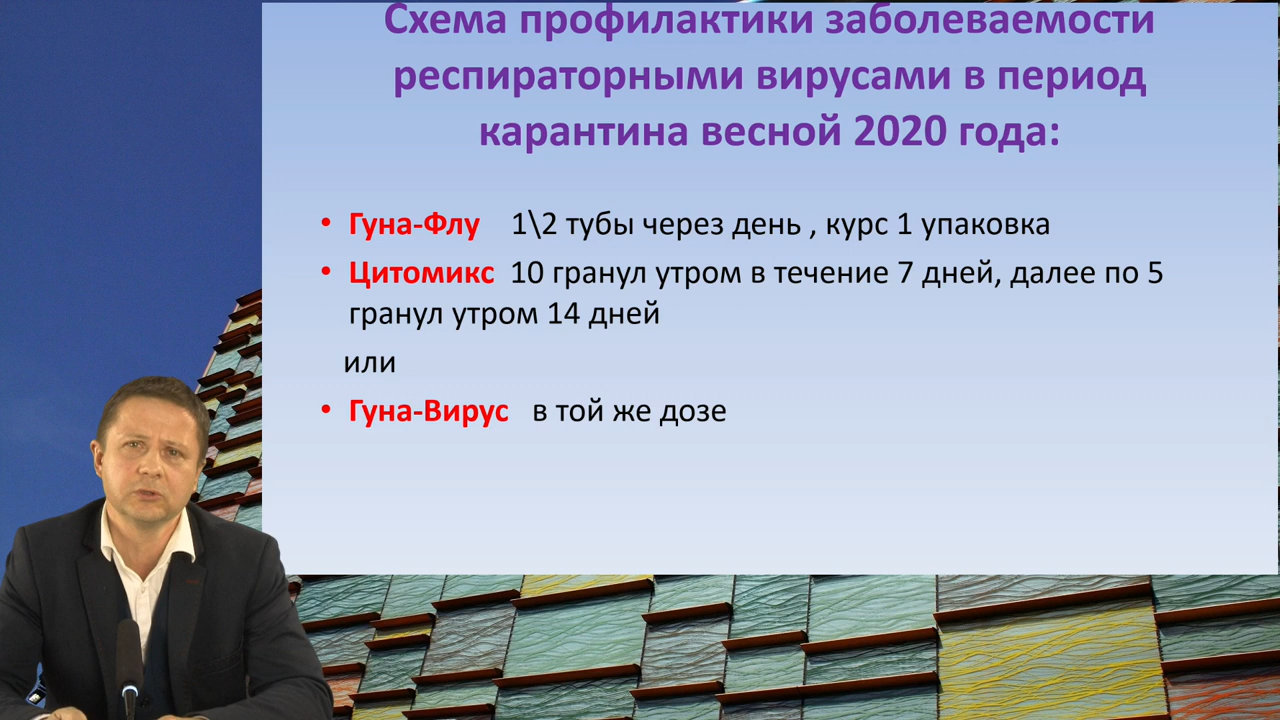 Схема профилактики заболеваемости
респираторными вирусами в период
карантина весной 2020 года:
• Гуна-Флу 1\2 тубы через день , курс 1 упаковка
• Цитомикс 10 гранул утром в течение 7 дней, далее по 5
гранул утром 14 дней
или
• Гуна-Вирус в той же дозе